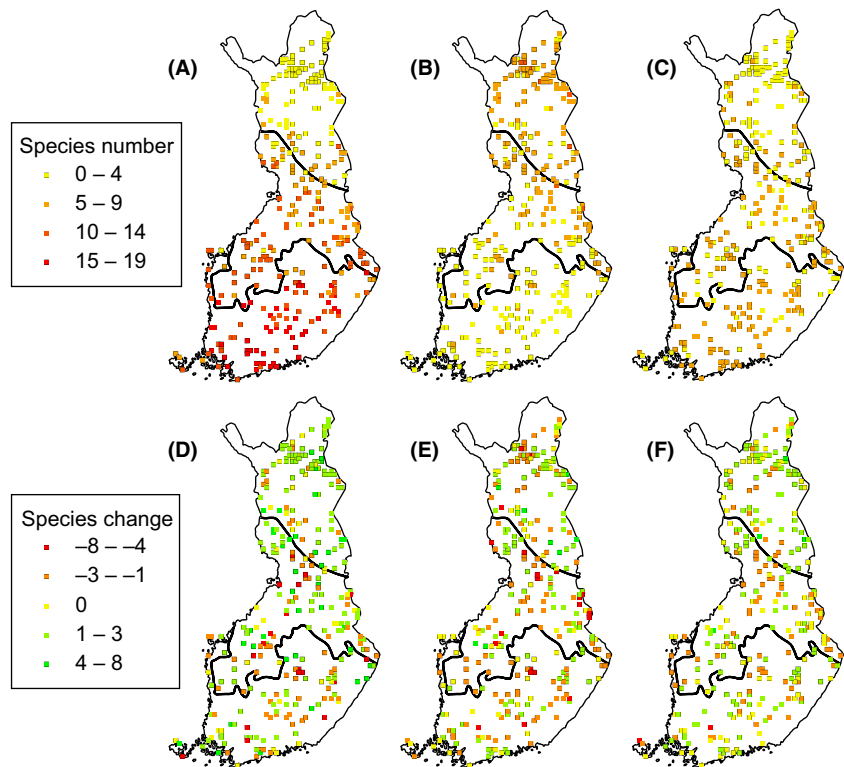 (A)
(B)
(C)
Species number
0 – 4
5 – 9
10 – 14
15 – 19
(D)
(E)
(F)
Species change
–8 – –4
–3 – –1
0
1 – 3
4 – 8